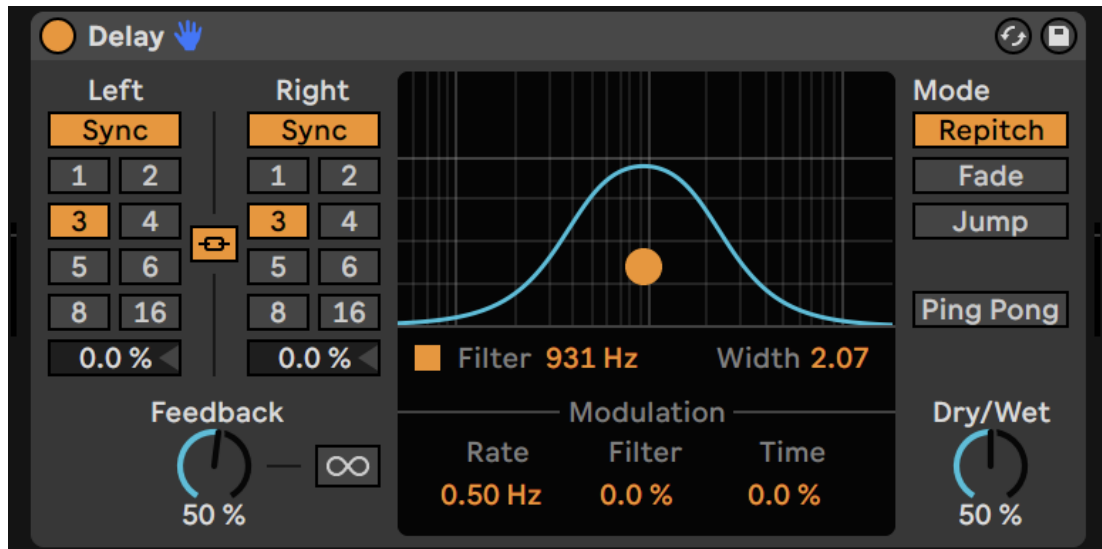 Delay
Left Right Mode
Sync Sync Repitch
1 2 1 2 Fade
3 4 3 4 Jump
5 6 5 6
8 16 8 16 Ping Pong
0.0 % 0.0 % Filter 931 Hz Width 2.07
Feedback Modulation Dry/Wet
Rate Filter Time
50 % ∞ 0.50 Hz 0.0 % 0.0 % 50 %